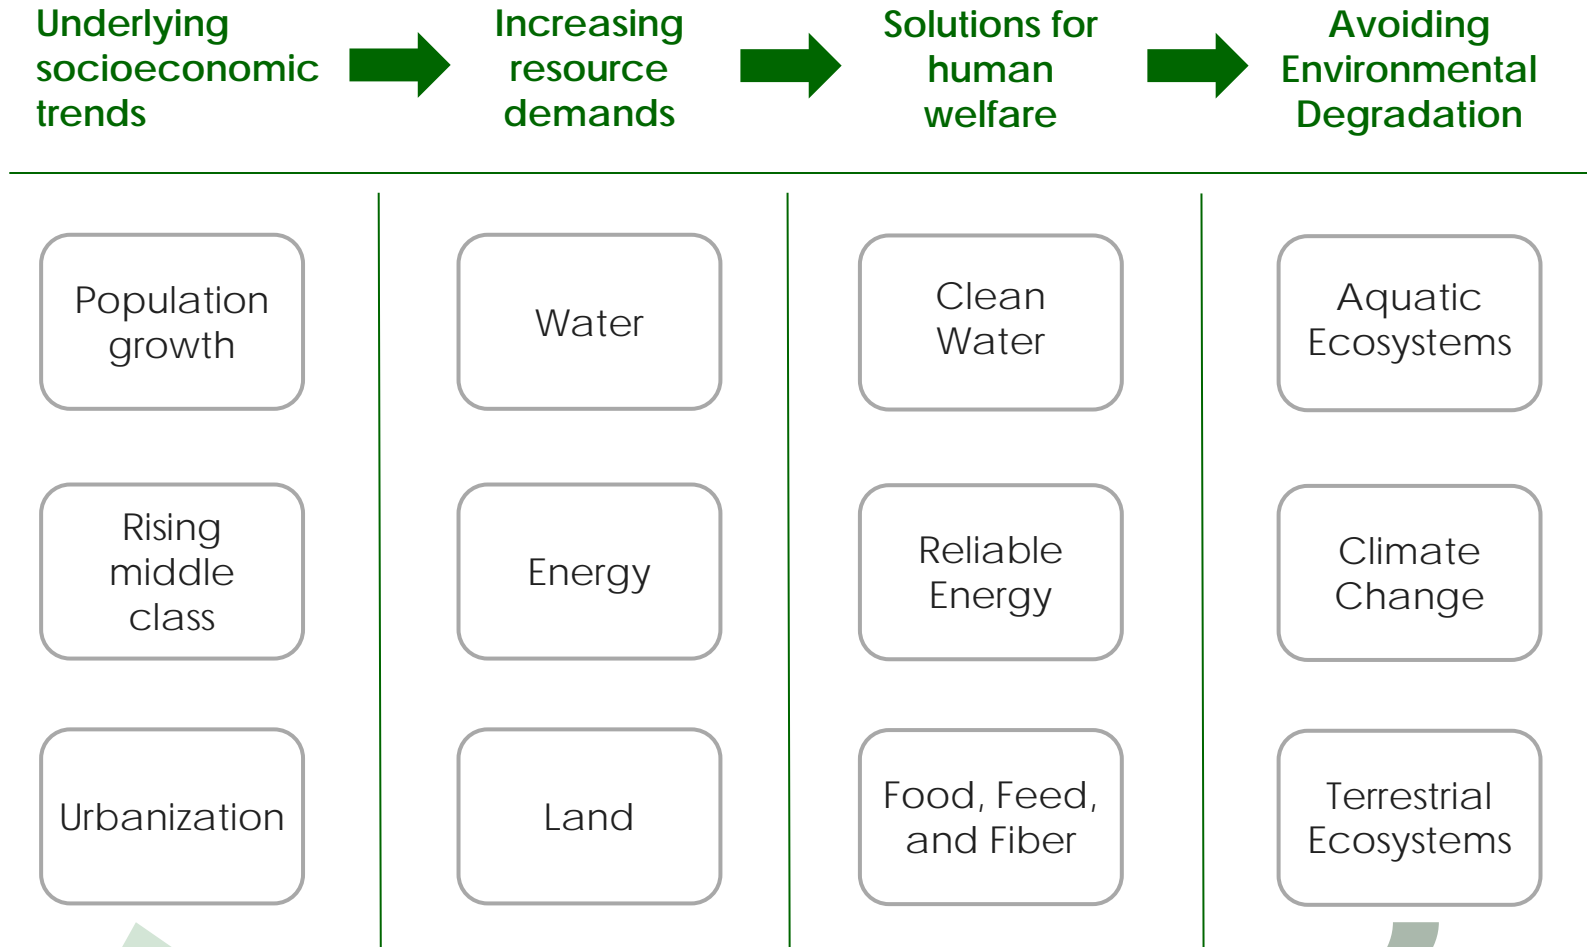 Underlying
socioeconomic
trends
Increasing
resource
demands
Solutions for
human
welfare
Avoiding
Environmental
Degradation
Population
growth
Water
Clean
Water
Aquatic
Ecosystems
Rising
middle
class
Energy
Reliable
Energy
Climate
Change
Urbanization
Land
Food, Feed,
and Fiber
Terrestrial
Ecosystems